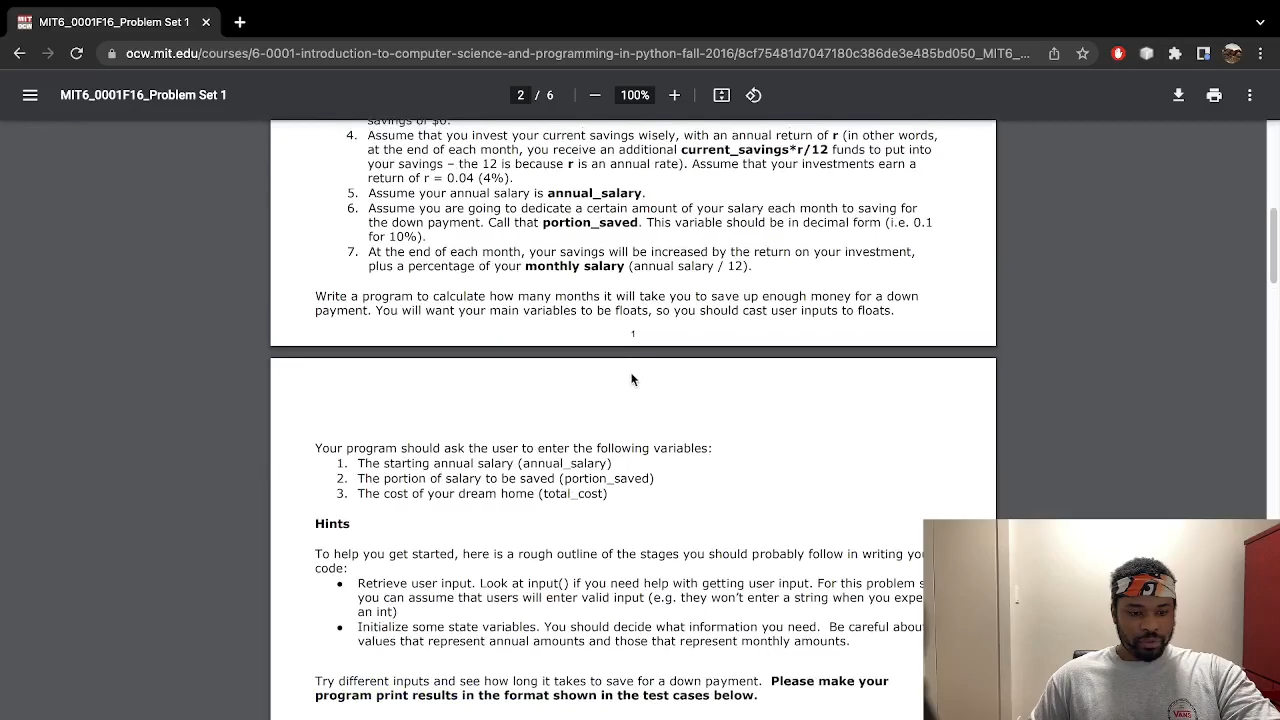 MIT6_0001F16_Problem Set 1
ocw.mit.edu/courses/6-0001-introduction-to-computer-science-and-programming-in-python-fall-2016/8cf75481d7047180c386de3e485bd050_MIT6_...
MIT6_0001F16_Problem Set 1
2 / 6
100%
savings of $0.
4. Assume that you invest your current savings wisely, with an annual return of r (in other words,
at the end of each month, you receive an additional current_savings*r/12 funds to put into
your savings – the 12 is because r is an annual rate). Assume that your investments earn a
return of r = 0.04 (4%).
5. Assume your annual salary is annual_salary.
6. Assume you are going to dedicate a certain amount of your salary each month to saving for
the down payment. Call that portion_saved. This variable should be in decimal form (i.e. 0.1
for 10%).
7. At the end of each month, your savings will be increased by the return on your investment,
plus a percentage of your monthly salary (annual salary / 12).
Write a program to calculate how many months it will take you to save up enough money for a down
payment. You will want your main variables to be floats, so you should cast user inputs to floats.
1
Your program should ask the user to enter the following variables:
1. The starting annual salary (annual_salary)
2. The portion of salary to be saved (portion_saved)
3. The cost of your dream home (total_cost)
Hints
To help you get started, here is a rough outline of the stages you should probably follow in writing yo
code:
• Retrieve user input. Look at input() if you need help with getting user input. For this problem s
you can assume that users will enter valid input (e.g. they won't enter a string when you expe
an int)
• Initialize some state variables. You should decide what information you need. Be careful abou
values that represent annual amounts and those that represent monthly amounts.
Try different inputs and see how long it takes to save for a down payment. Please make your
program print results in the format shown in the test cases below.
VANS